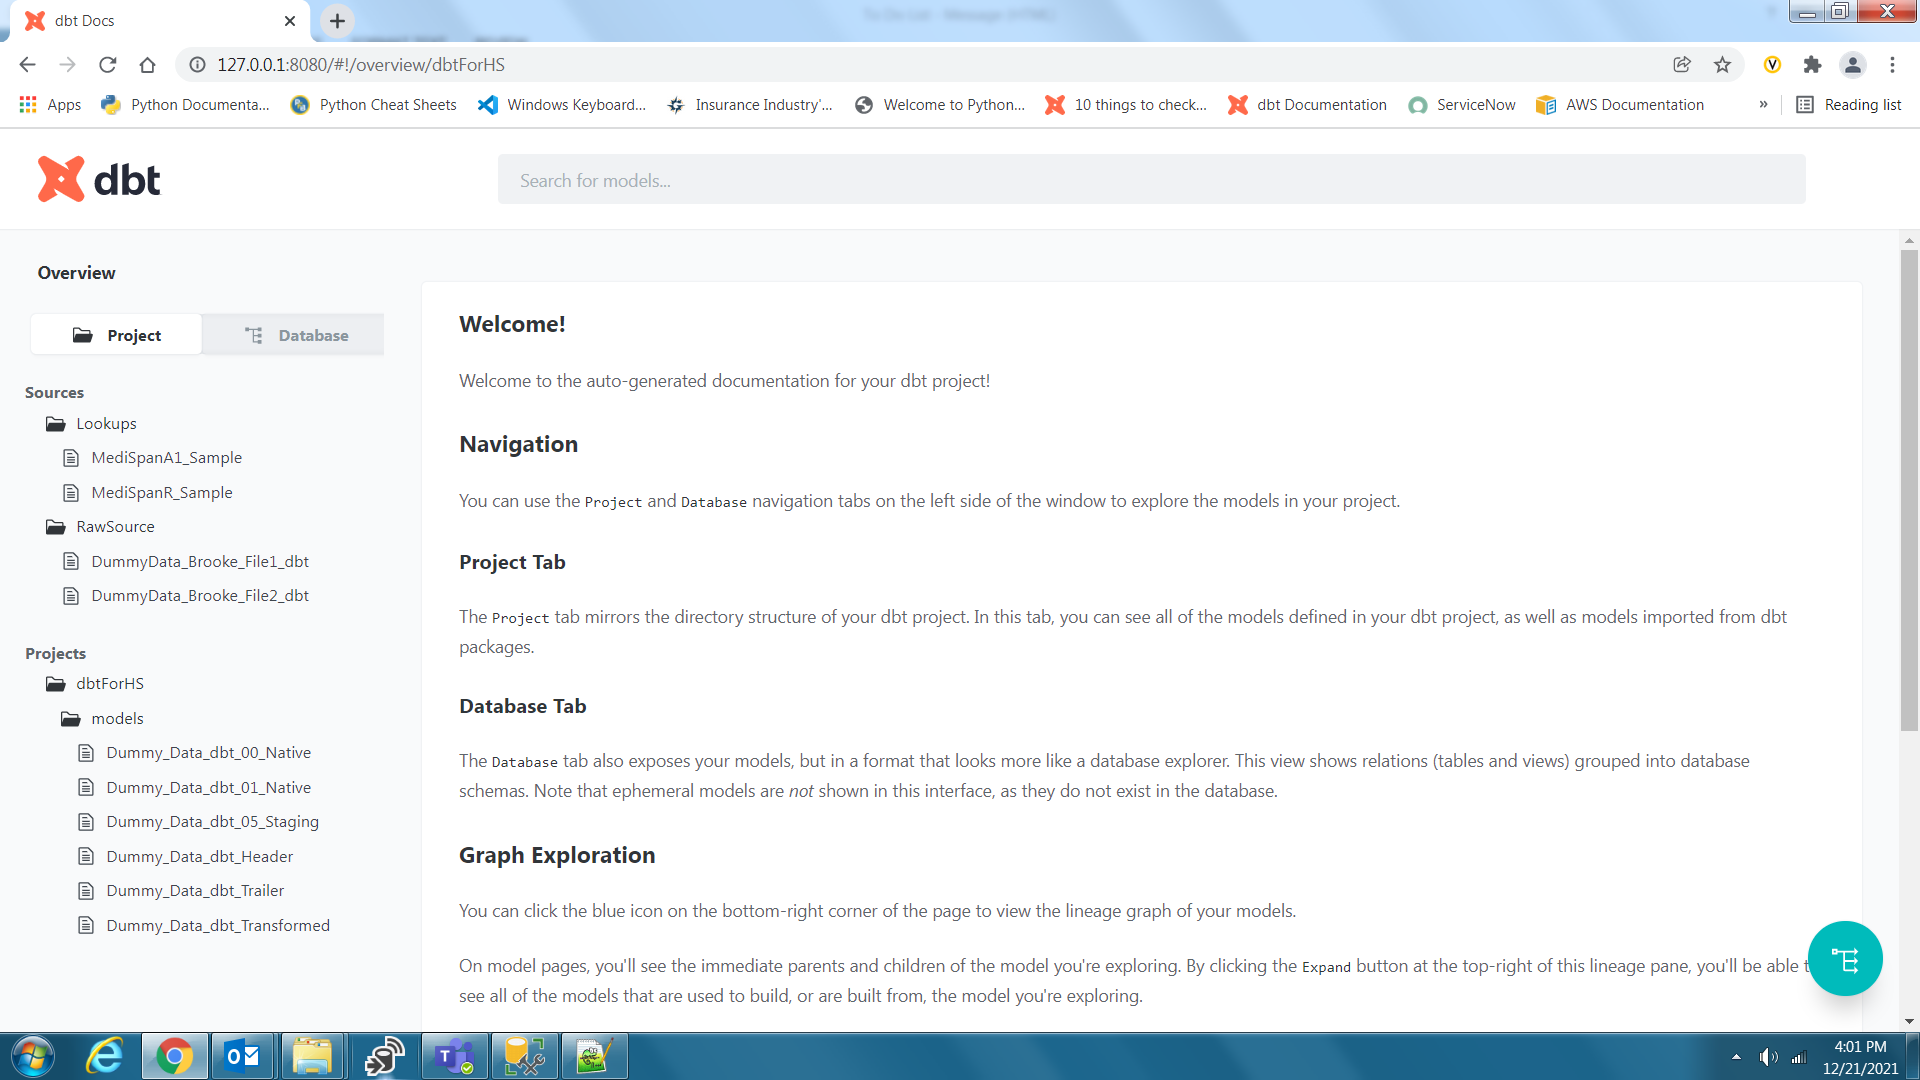 dbt Docs
127.0.0.1:8080/#!/overview/dbtForHS
Apps
Python Documenta...
Python Cheat Sheets
Windows Keyboard...
Insurance Industry'...
Welcome to Python...
10 things to check...
dbt Documentation
ServiceNow
AWS Documentation
»
Reading list
dbt
Search for models...
Overview
Project
Database
Sources
Lookups
MediSpanA1_Sample
MediSpanR_Sample
RawSource
DummyData_Brooke_File1_dbt
DummyData_Brooke_File2_dbt
Projects
dbtForHS
models
Dummy_Data_dbt_00_Native
Dummy_Data_dbt_01_Native
Dummy_Data_dbt_05_Staging
Dummy_Data_dbt_Header
Dummy_Data_dbt_Trailer
Dummy_Data_dbt_Transformed
Welcome!
Welcome to the auto-generated documentation for your dbt project!
Navigation
You can use the Project and Database navigation tabs on the left side of the window to explore the models in your project.
Project Tab
The Project tab mirrors the directory structure of your dbt project. In this tab, you can see all of the models defined in your dbt project, as well as models imported from dbt
packages.
Database Tab
The Database tab also exposes your models, but in a format that looks more like a database explorer. This view shows relations (tables and views) grouped into database
schemas. Note that ephemeral models are not shown in this interface, as they do not exist in the database.
Graph Exploration
You can click the blue icon on the bottom-right corner of the page to view the lineage graph of your models.
On model pages, you'll see the immediate parents and children of the model you're exploring. By clicking the Expand button at the top-right of this lineage pane, you'll be able t
see all of the models that are used to build, or are built from, the model you're exploring.
4:01 PM
12/21/2021